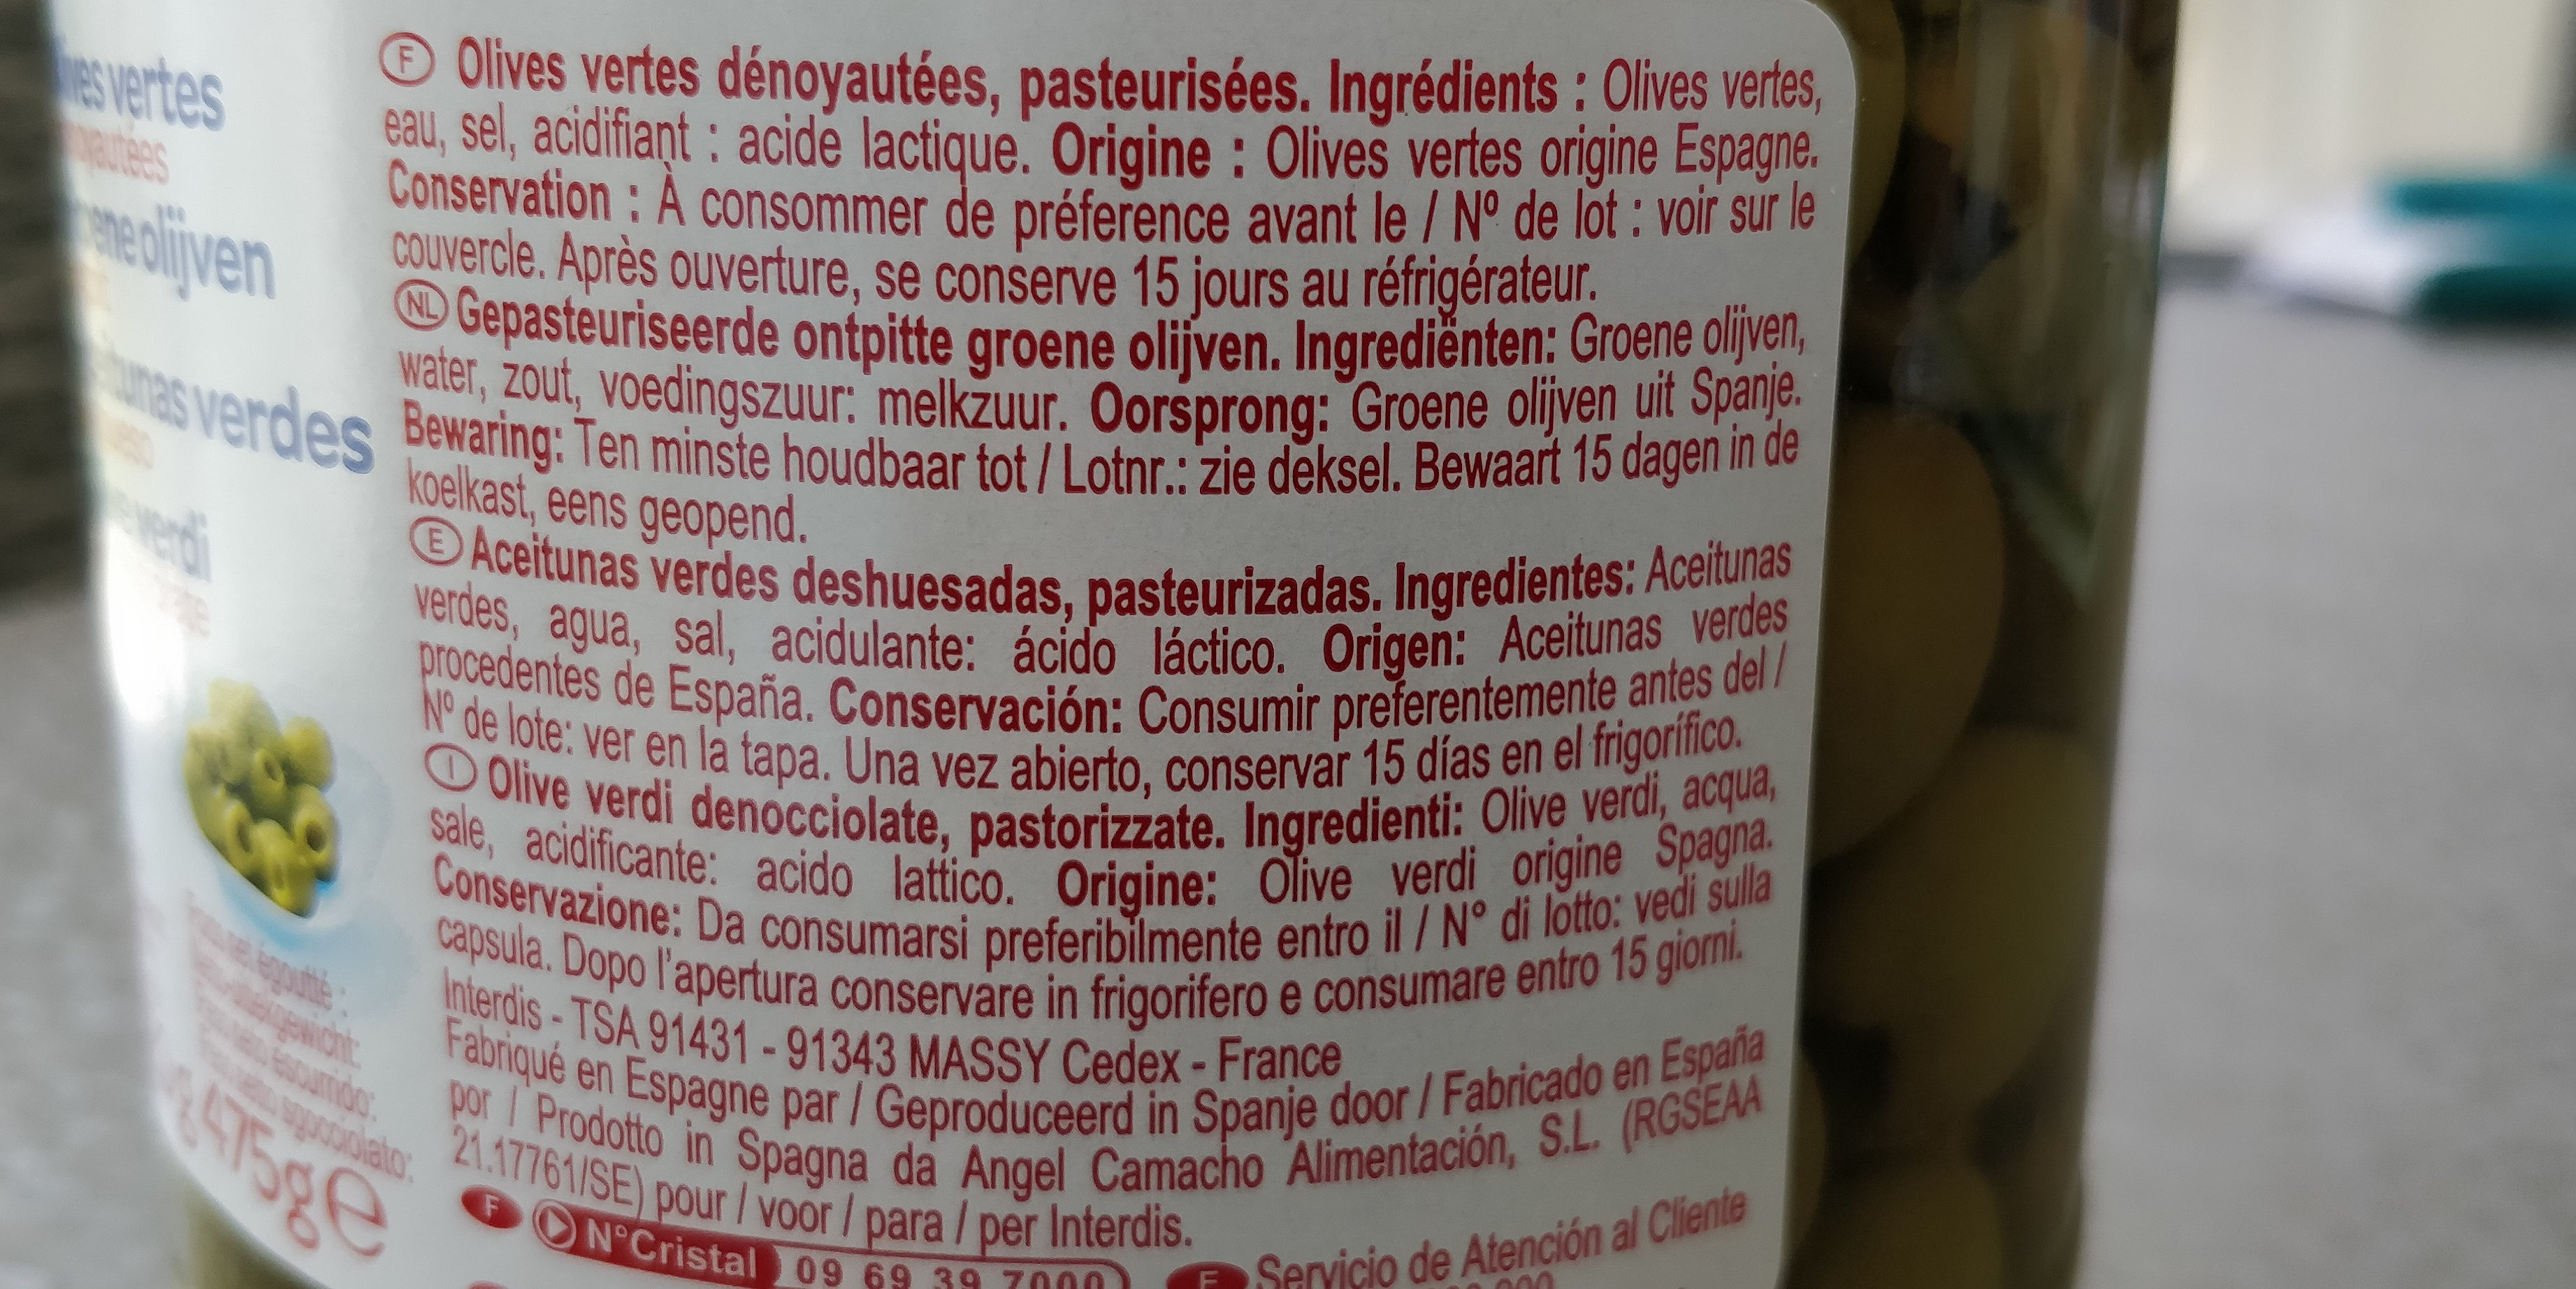 vertes
olijven
verdes
verdi
égoutté :
475g e
Ⓕ Olives vertes dénoyautées, pasteurisées. Ingrédients : Olives vertes,
eau, sel, acidifiant : acide lactique. Origine : Olives vertes origine Espagne.
Conservation : À consommer de préference avant le / Nº de lot : voir sur le
couvercle. Après ouverture, se conserve 15 jours au réfrigérateur.
NL Gepasteuriseerde ontpitte groene olijven. Ingrediënten: Groene olijven,
water, zout, voedingszuur: melkzuur. Oorsprong: Groene olijven uit Spanje.
Bewaring: Ten minste houdbaar tot / Lotnr.: zie deksel. Bewaart 15 dagen in de
koelkast, eens geopend.
Ⓔ Aceitunas verdes deshuesadas, pasteurizadas. Ingredientes: Aceitunas
verdes, agua, sal, acidulante: ácido láctico. Origen: Aceitunas verdes
procedentes de España. Conservación: Consumir preferentemente antes del /
Nº de lote: ver en la tapa. Una vez abierto, conservar 15 días en el frigorífico.
Ⓘ Olive verdi denocciolate, pastorizzate. Ingredienti: Olive verdi, acqua,
sale, acidificante: acido lattico. Origine: Olive verdi origine Spagna.
Conservazione: Da consumarsi preferibilmente entro il / N° di lotto: vedi sulla
capsula. Dopo l'apertura conservare in frigorifero e consumare entro 15 giorni.
Interdis - TSA 91431 - 91343 MASSY Cedex - France
Fabriqué en Espagne par / Geproduceerd in Spanje door / Fabricado en España
por / Prodotto in Spagna da Angel Camacho Alimentación, S.L. (RGSEAA
21.17761/SE) pour / voor / para / per Interdis.
F N°Cristal 09 69 39 7000
E Servicio de Atención al Cliente